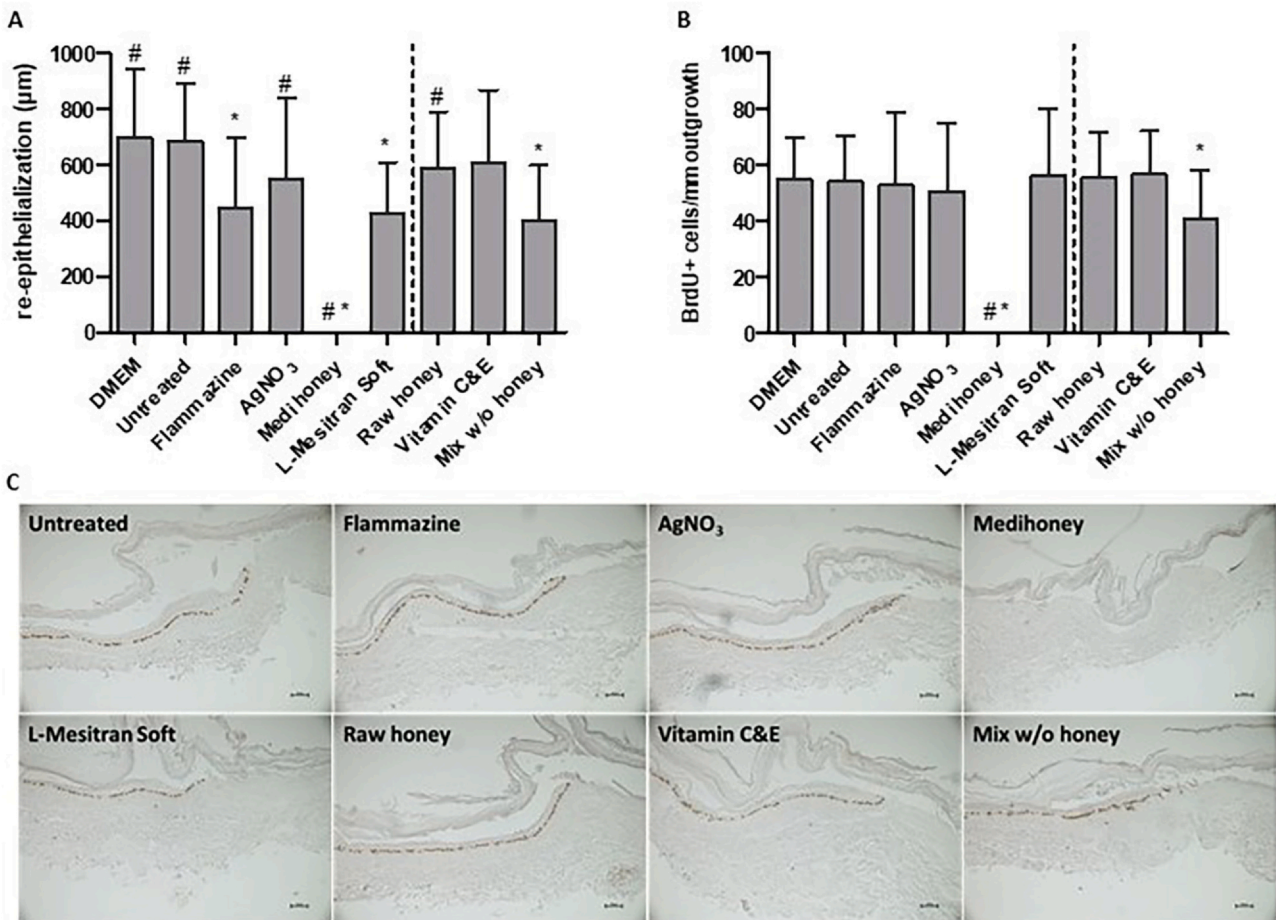 A
re-epithelialization (µm)
1000
800
600
400
200
0
#
#
*
#
# *
*
#
*
DMEM
Untreated
Flammazine
AgNO3
Medihoney
L-Mesitran Soft
Raw honey
Vitamin C&E
Mix w/o honey
B
BrdU+ cells/mm outgrowth
100
80
60
40
20
0
# *
*
DMEM
Untreated
Flammazine
AgNO3
Medihoney
L-Mesitran Soft
Raw honey
Vitamin C&E
Mix w/o honey
C
Untreated
Flammazine
AgNO3
Medihoney
L-Mesitran Soft
Raw honey
Vitamin C&E
Mix w/o honey